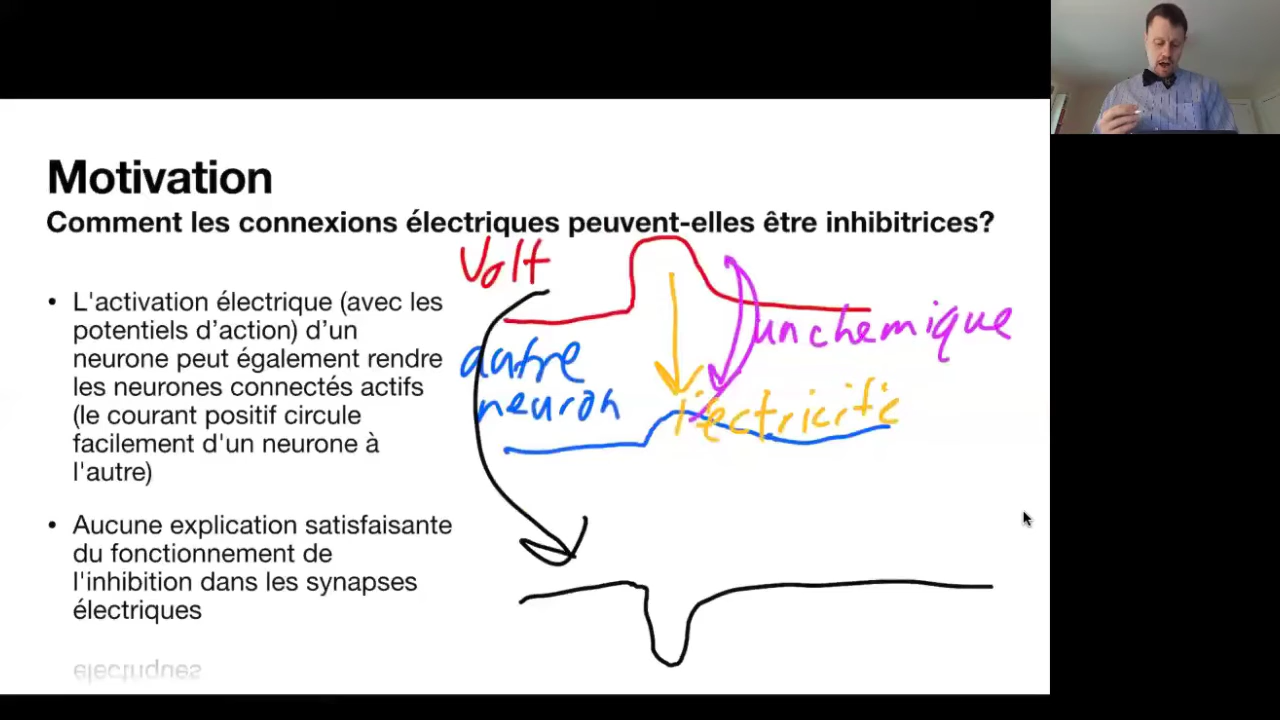 Motivation
Comment les connexions électriques peuvent-elles être inhibitrices?
Volt
• L'activation électrique (avec les
potentiels d'action) d'un
neurone peut également rendre
les neurones connectés actifs
(le courant positif circule
facilement d'un neurone à
l'autre)
un chemique
autre
neuron
l'électricité
• Aucune explication satisfaisante
du fonctionnement de
l'inhibition dans les synapses
électriques